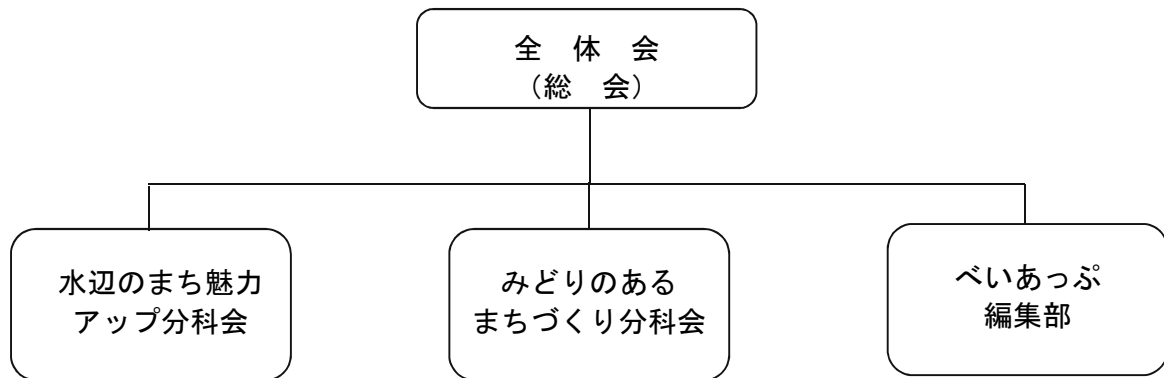 全　体　会
（総　会）
水辺のまち魅力
アップ分科会
みどりのある
まちづくり分科会
べいあっぷ
編集部